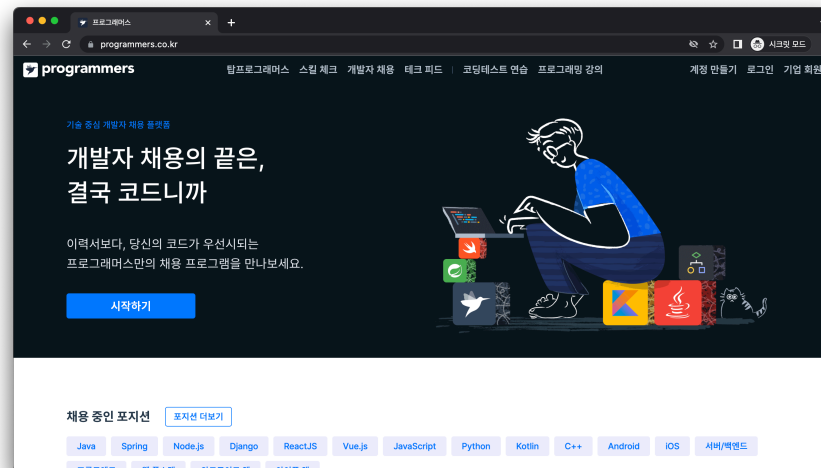 프로그래머스
programmers.co.kr
시크릿 모드
programmers
탑프로그래머스 스킬 체크 개발자 채용 테크 피드 코딩테스트 연습 프로그래밍 강의 계정 만들기 로그인 기업 회원
기술 중심 개발자 채용 플랫폼
개발자 채용의 끝은,
결국 코드니까
이력서보다, 당신의 코드가 우선시되는
프로그래머스만의 채용 프로그램을 만나보세요.
시작하기
채용 중인 포지션 포지션 더보기
Java Spring Node.js Django ReactJS Vue.js JavaScript Python Kotlin C++ Android iOS 서버/백엔드